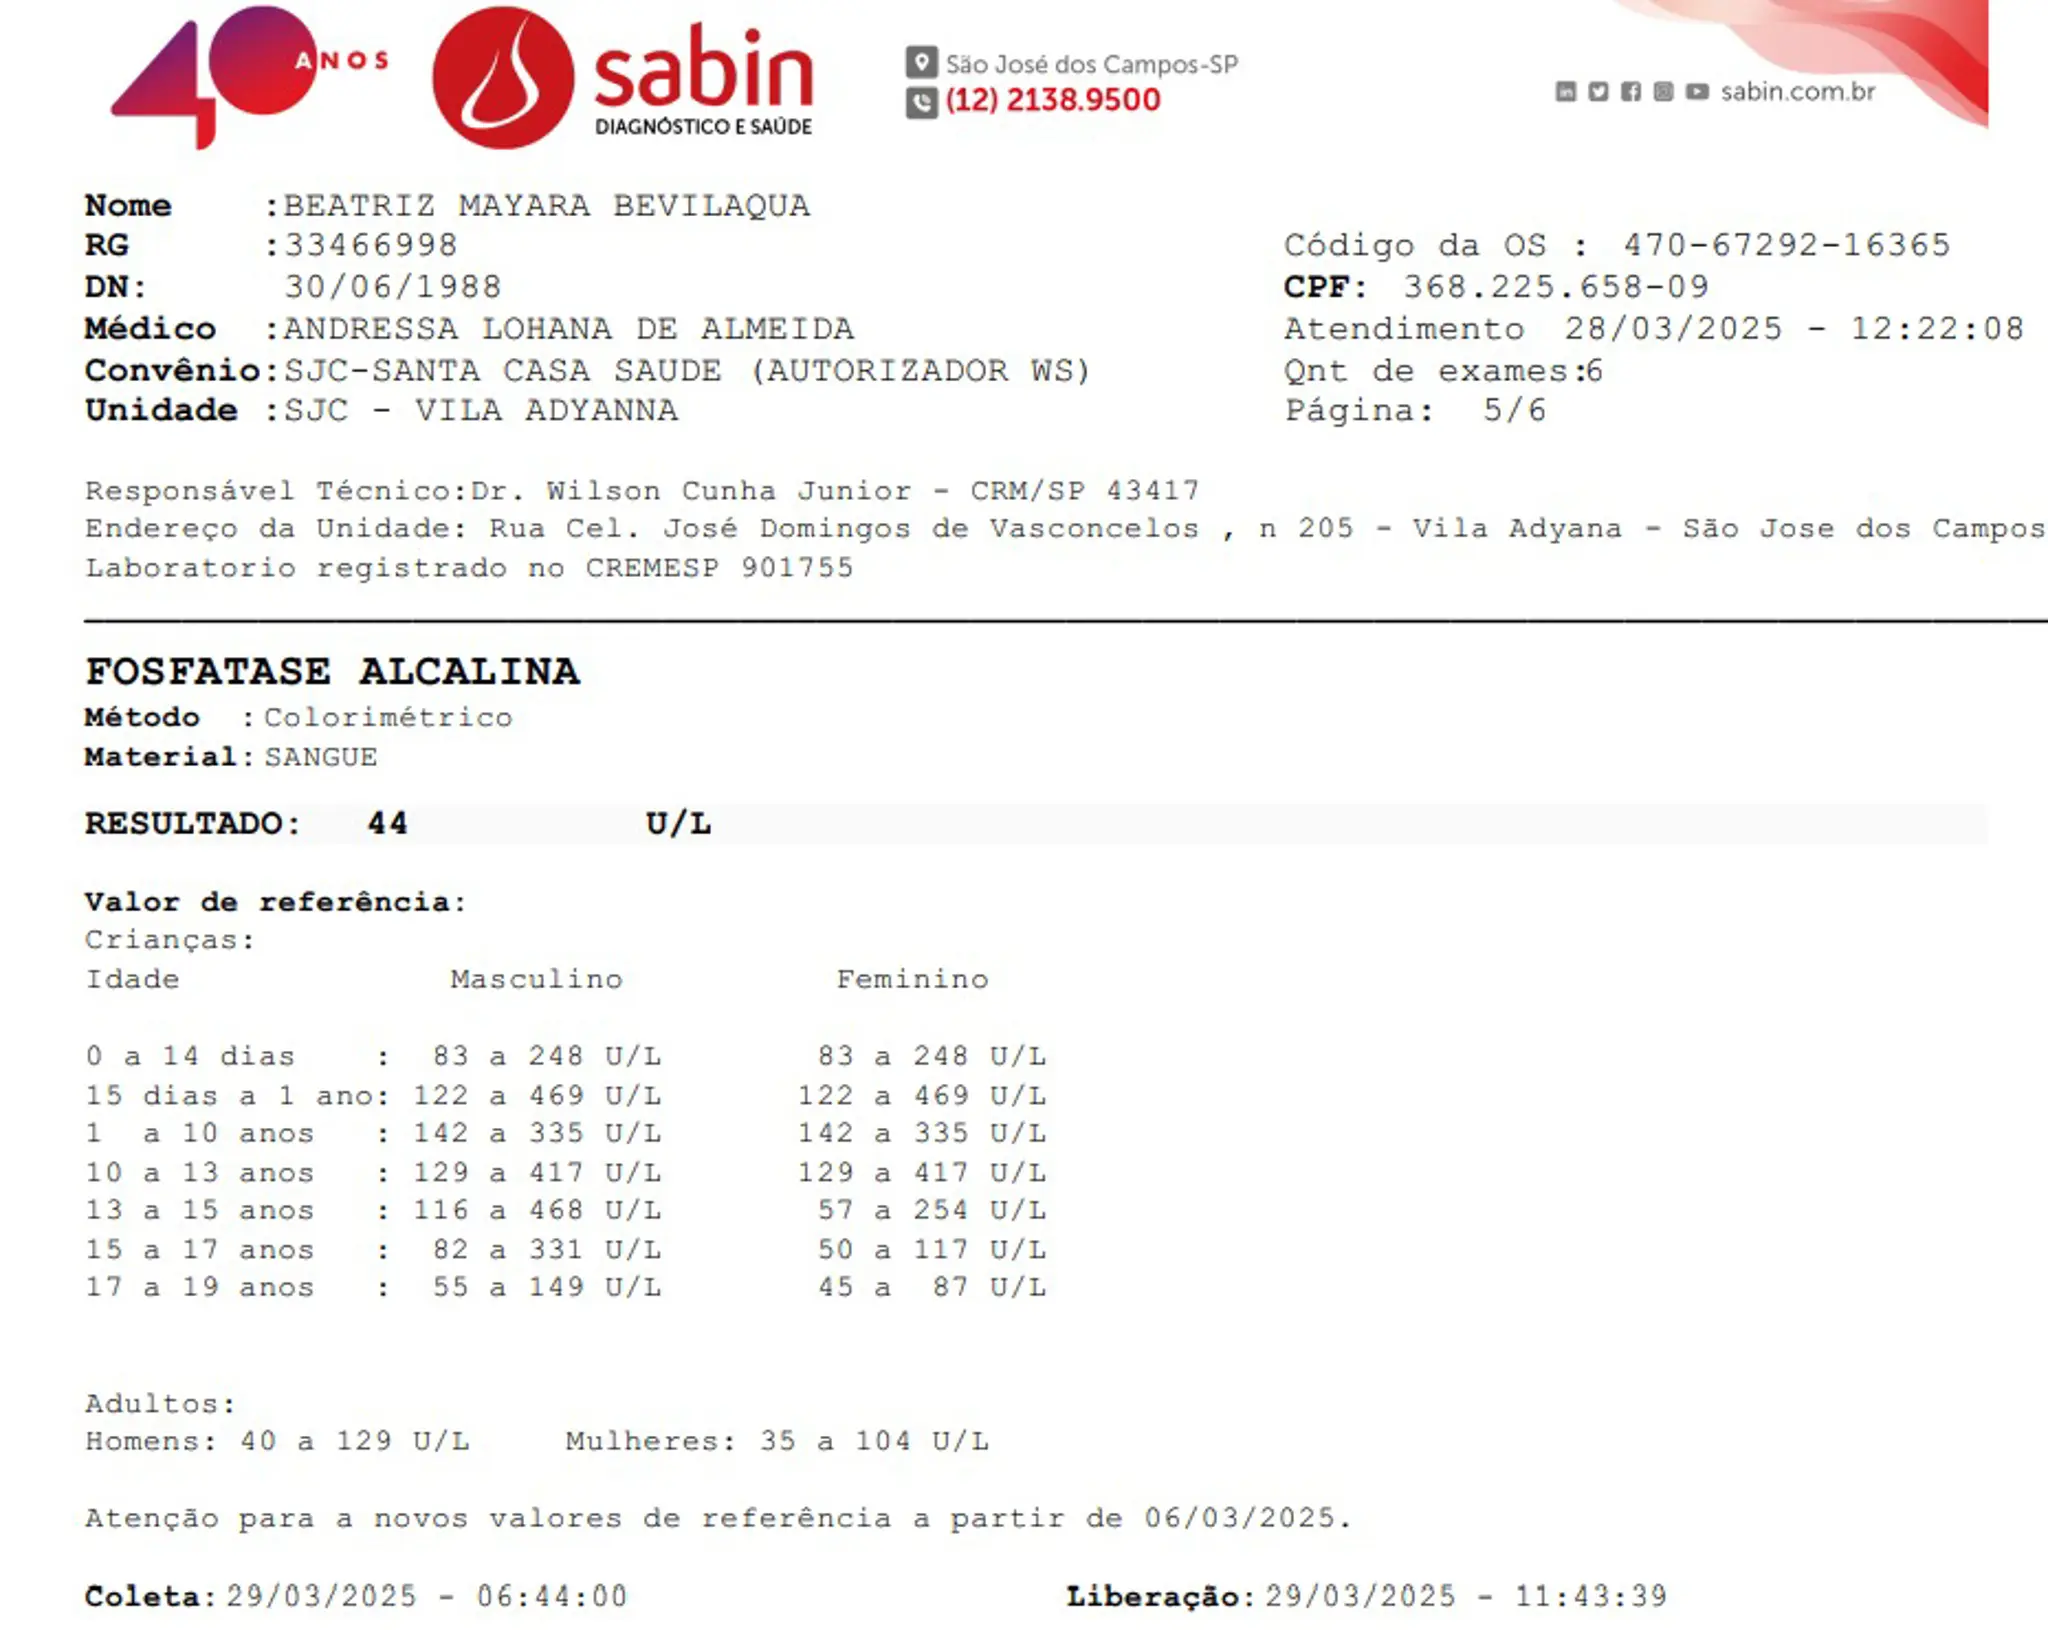 40 ANOS
sabin
DIAGNÓSTICO E SAÚDE
São José dos Campos-SP
(12) 2138.9500
sabin.com.br
Nome :BEATRIZ MAYARA BEVILAQUA
RG :33466998 Código da OS : 470-67292-16365
DN: 30/06/1988 CPF: 368.225.658-09
Médico :ANDRESSA LOHANA DE ALMEIDA Atendimento 28/03/2025 - 12:22:08
Convênio:SJC-SANTA CASA SAUDE (AUTORIZADOR WS) Qnt de exames:6
Unidade :SJC - VILA ADYANNA Página: 5/6
Responsável Técnico:Dr. Wilson Cunha Junior - CRM/SP 43417
Endereço da Unidade: Rua Cel. José Domingos de Vasconcelos , n 205 - Vila Adyana - São Jose dos Campos
Laboratorio registrado no CREMESP 901755
FOSFATASE ALCALINA
Método :Colorimétrico
Material:SANGUE
RESULTADO: 44 U/L
Valor de referência:
Crianças:
Idade Masculino Feminino
0 a 14 dias : 83 a 248 U/L 83 a 248 U/L
15 dias a 1 ano: 122 a 469 U/L 122 a 469 U/L
1 a 10 anos : 142 a 335 U/L 142 a 335 U/L
10 a 13 anos : 129 a 417 U/L 129 a 417 U/L
13 a 15 anos : 116 a 468 U/L 57 a 254 U/L
15 a 17 anos : 82 a 331 U/L 50 a 117 U/L
17 a 19 anos : 55 a 149 U/L 45 a 87 U/L
Adultos:
Homens: 40 a 129 U/L Mulheres: 35 a 104 U/L
Atenção para a novos valores de referência a partir de 06/03/2025.
Coleta:29/03/2025 - 06:44:00 Liberação:29/03/2025 - 11:43:39